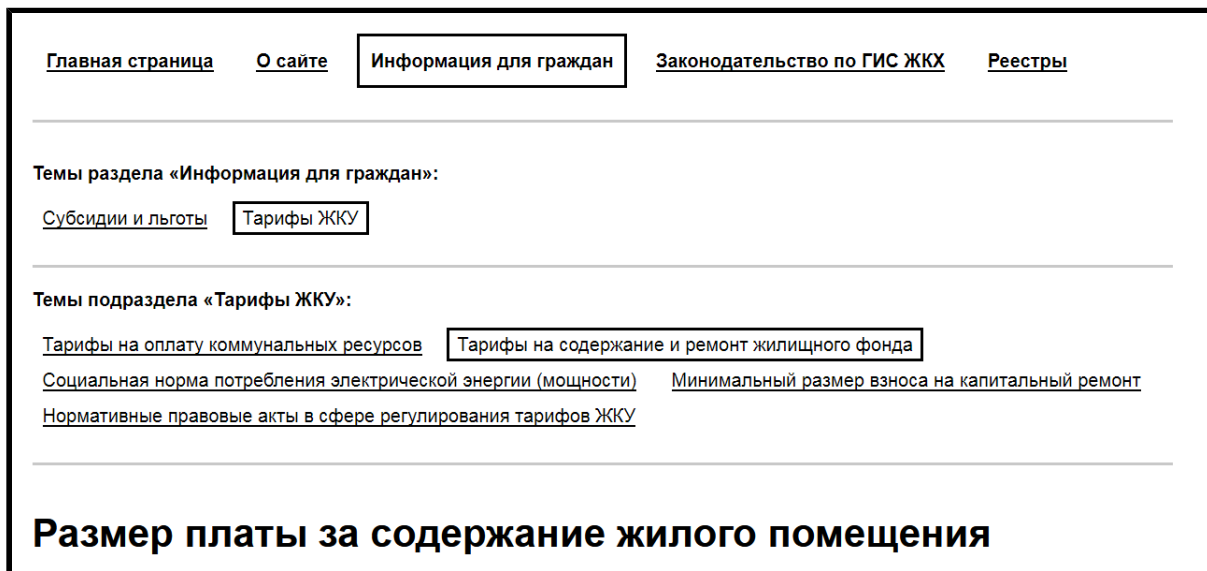 Главная страница О сайте Информация для граждан Законодательство по ГИС ЖКХ Реестры
Темы раздела «Информация для граждан»:
Субсидии и льготы Тарифы ЖКУ
Темы подраздела «Тарифы ЖКУ»:
Тарифы на оплату коммунальных ресурсов Тарифы на содержание и ремонт жилищного фонда
Социальная норма потребления электрической энергии (мощности) Минимальный размер взноса на капитальный ремонт
Нормативные правовые акты в сфере регулирования тарифов ЖКУ
Размер платы за содержание жилого помещения